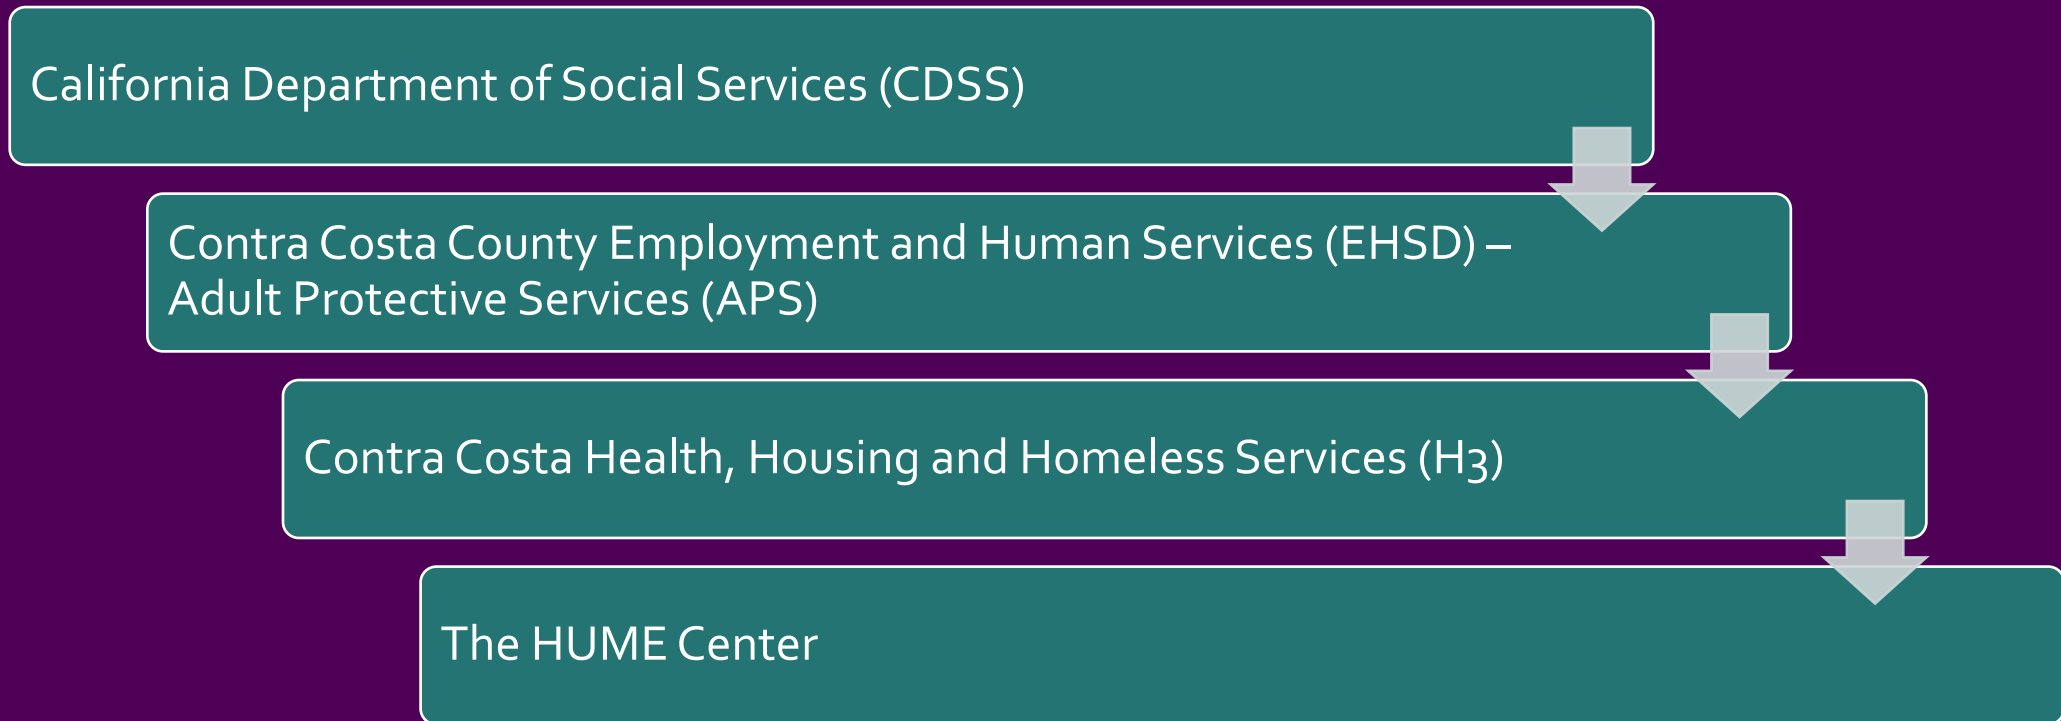 California Department of Social Services (CDSS)
Contra Costa County Employment and Human Services (EHSD) –
Adult Protective Services (APS)
Contra Costa Health, Housing and Homeless Services (H3)
The HUME Center